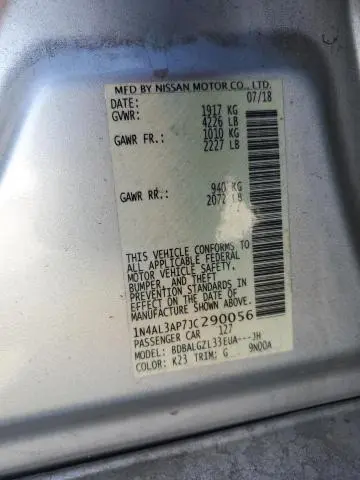 MFD BY NISSAN MOTOR CO., LTD.
DATE: 07/18
GVWR: 1917 KG
4226 LB
GAWR FR.: 1010 KG
2227 LB
GAWR RR.: 940 KG
2072 LB
THIS VEHICLE CONFORMS TO
ALL APPLICABLE FEDERAL
MOTOR VEHICLE SAFETY,
BUMPER, AND THEFT
PREVENTION STANDARDS IN
EFFECT ON THE DATE OF
MANUFACTURE SHOWN ABOVE.
1N4AL3AP7JC290056
PASSENGER CAR 127
MODEL: BDBALGZL33EUA---JH
COLOR: K23 TRIM: G 9N00A